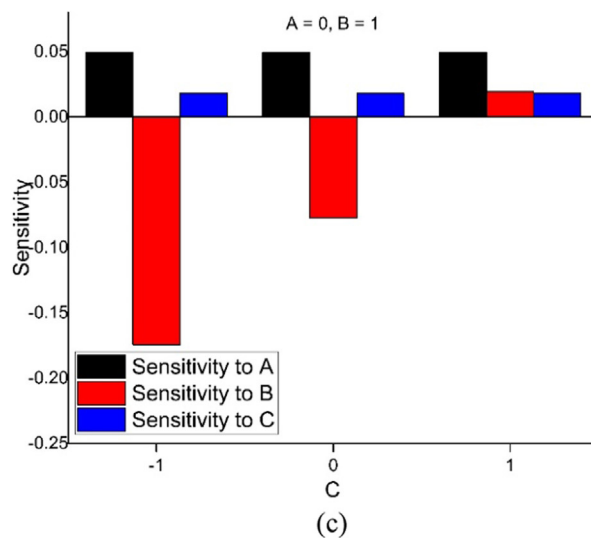 A = 0, B = 1
0.05
0.00
-0.05
-0.10
-0.15
-0.20
-0.25
Sensitivity
Sensitivity to A
Sensitivity to B
Sensitivity to C
-1 0 1
C
(c)